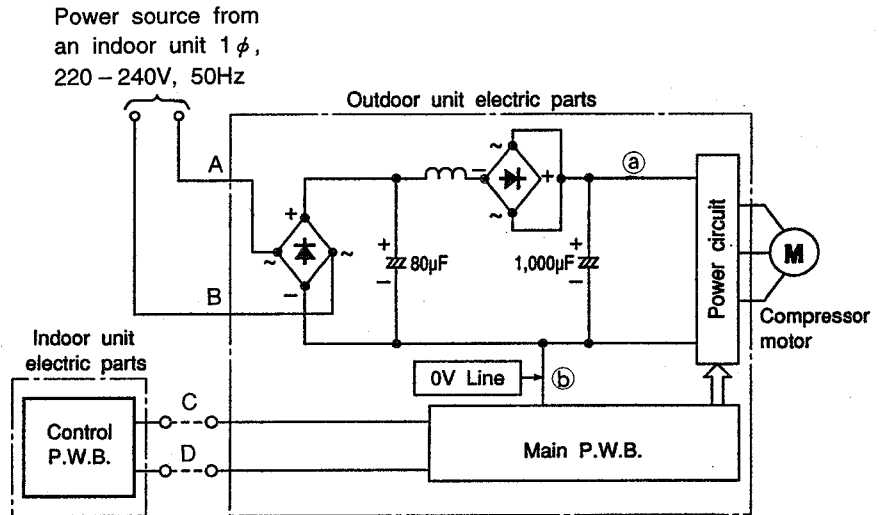 Power source from
an indoor unit 1φ,
220–240V, 50Hz
Outdoor unit electric parts
A
~
–
+
~
ⓐ
+
~
~
–
+
–
80μF
1,000μF
+
–
B
Power circuit
M
Compressor
motor
Indoor unit
electric parts
0V Line
ⓑ
C
Control
P.W.B.
D
Main P.W.B.